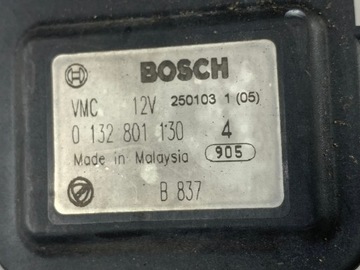 BOSCH
VMC 12V 250103 1 (05)
0 132 801 130 4
Made in Malaysia 905
B 837